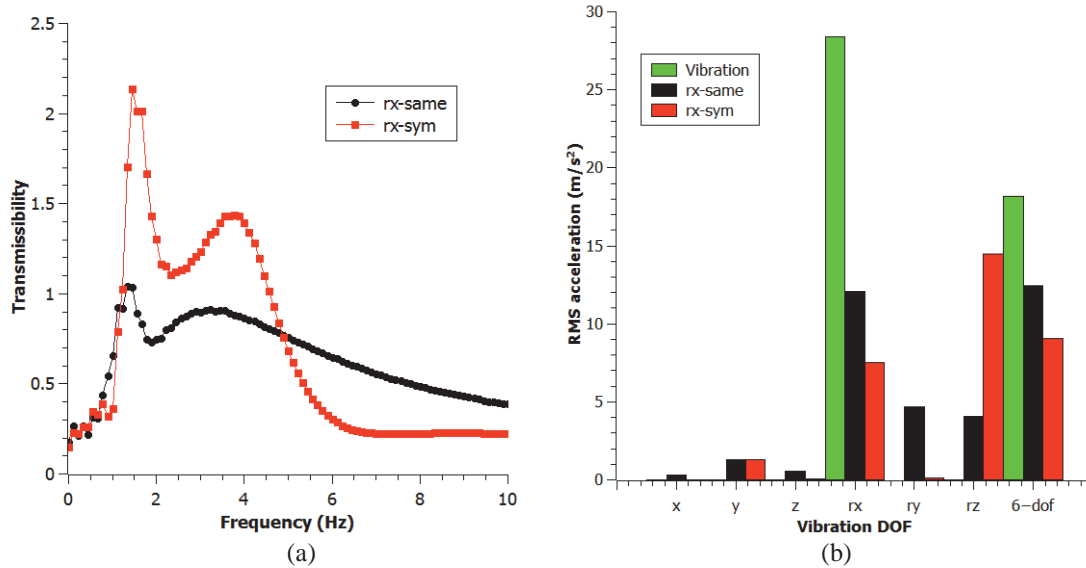 2.5
2
1.5
1
0.5
0
Transmissibility
rx-same
rx-sym
0 2 4 6 8 10
Frequency (Hz)
(a)
30
25
20
15
10
5
0
RMS acceleration (m/s²)
Vibration
rx-same
rx-sym
x y z rx ry rz 6-dof
Vibration DOF
(b)